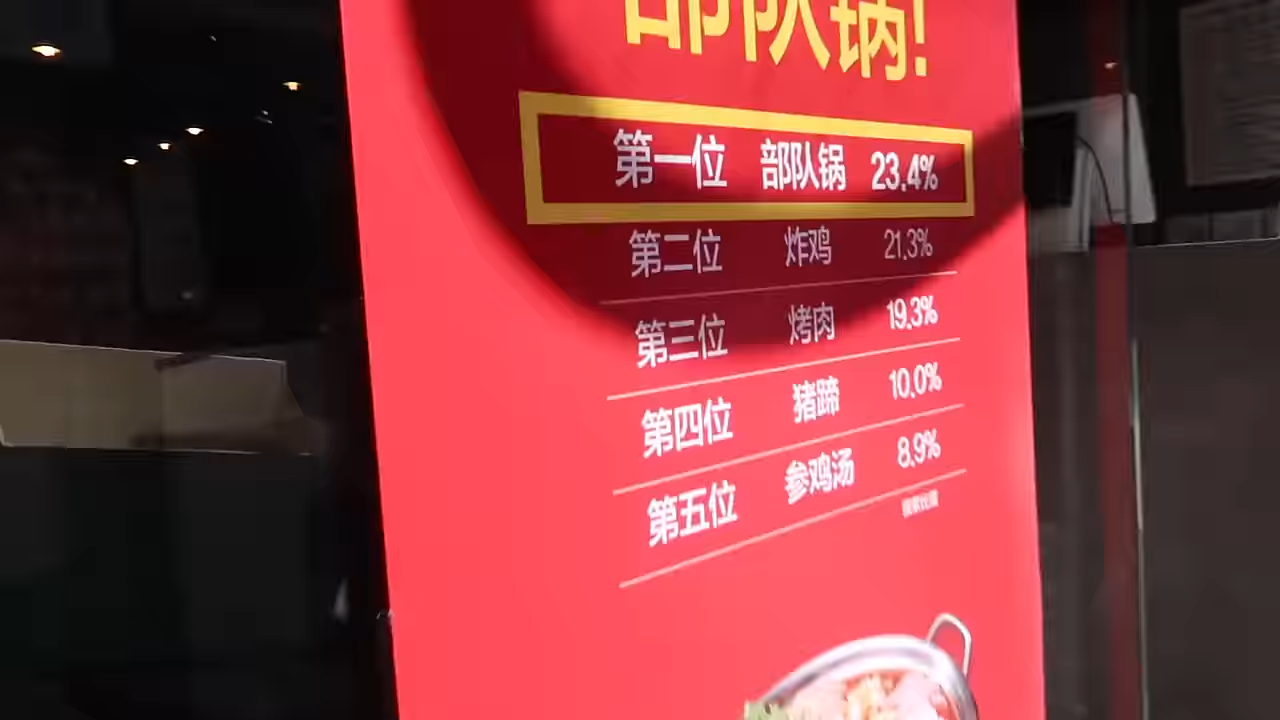 部队锅!
第一位 部队锅 23.4%
第二位 炸鸡 21.3%
第三位 烤肉 19.3%
第四位 猪蹄 10.0%
第五位 参鸡汤 8.9%